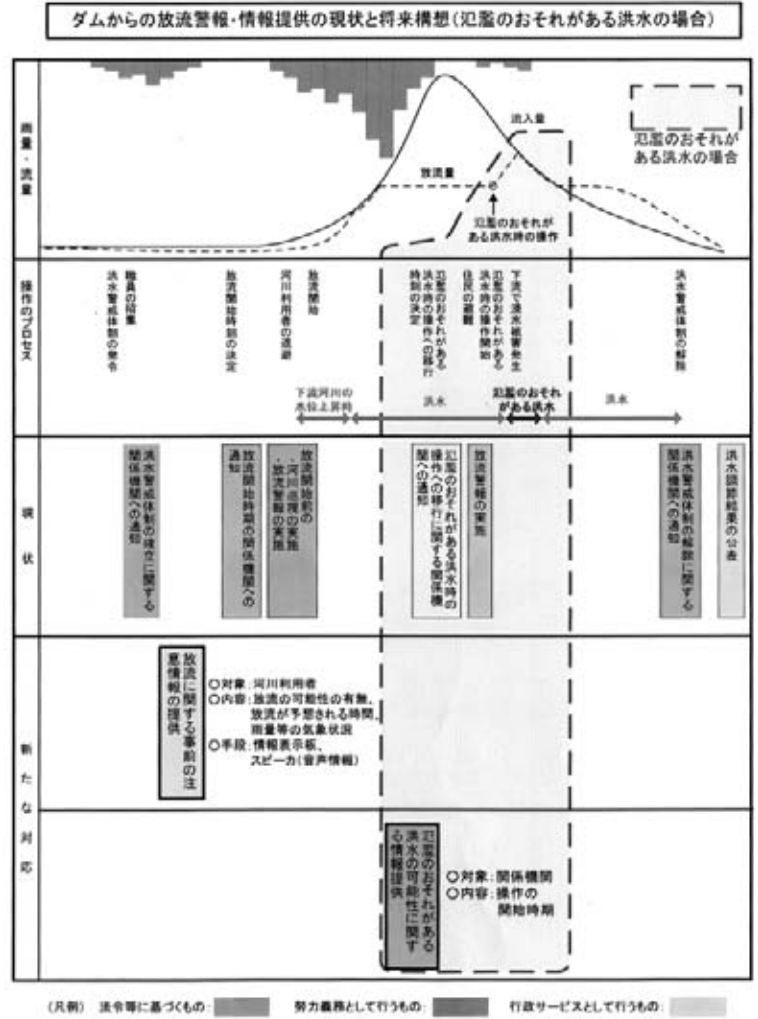 ダムからの放流警報・情報提供の現状と将来構想(氾濫のおそれがある洪水の場合)
雨量・流量
流入量
放流量
氾濫のおそれが
ある洪水時の操作
氾濫のおそれが
ある洪水の場合
操作のプロセス
職員の招集
洪水警戒体制の発令
放流開始時刻の決定
放流開始
河川利用者の退避
氾濫のおそれがある
洪水時の操作への移行
時刻の決定
住民の避難
氾濫のおそれがある
洪水時の操作開始
下流で浸水被害発生
洪水警戒体制の解除
下流河川の
水位上昇時
洪水
氾濫のおそれ
がある洪水
洪水
現状
洪水警戒体制の確立に関する
関係機関への通知
放流開始時期の関係機関への
通知
放流開始前の
・河川巡視の実施
・放流警報の実施
氾濫のおそれがある洪水時の
操作への移行に関する関係機
関への通知
放流警報の実施
洪水警戒体制の解除に関する
関係機関への通知
洪水調節結果の公表
新たな対応
放流に関する事前の注
意情報の提供
○対象:河川利用者
○内容:放流の可能性の有無、
放流が予想される時間、
雨量等の気象状況
○手段:情報表示板、
スピーカ(音声情報)
氾濫のおそれがある
洪水の可能性に関す
る情報提供
○対象:関係機関
○内容:操作の
開始時期
(凡例) 法令等に基づくもの: 努力義務として行うもの: 行政サービスとして行うもの: